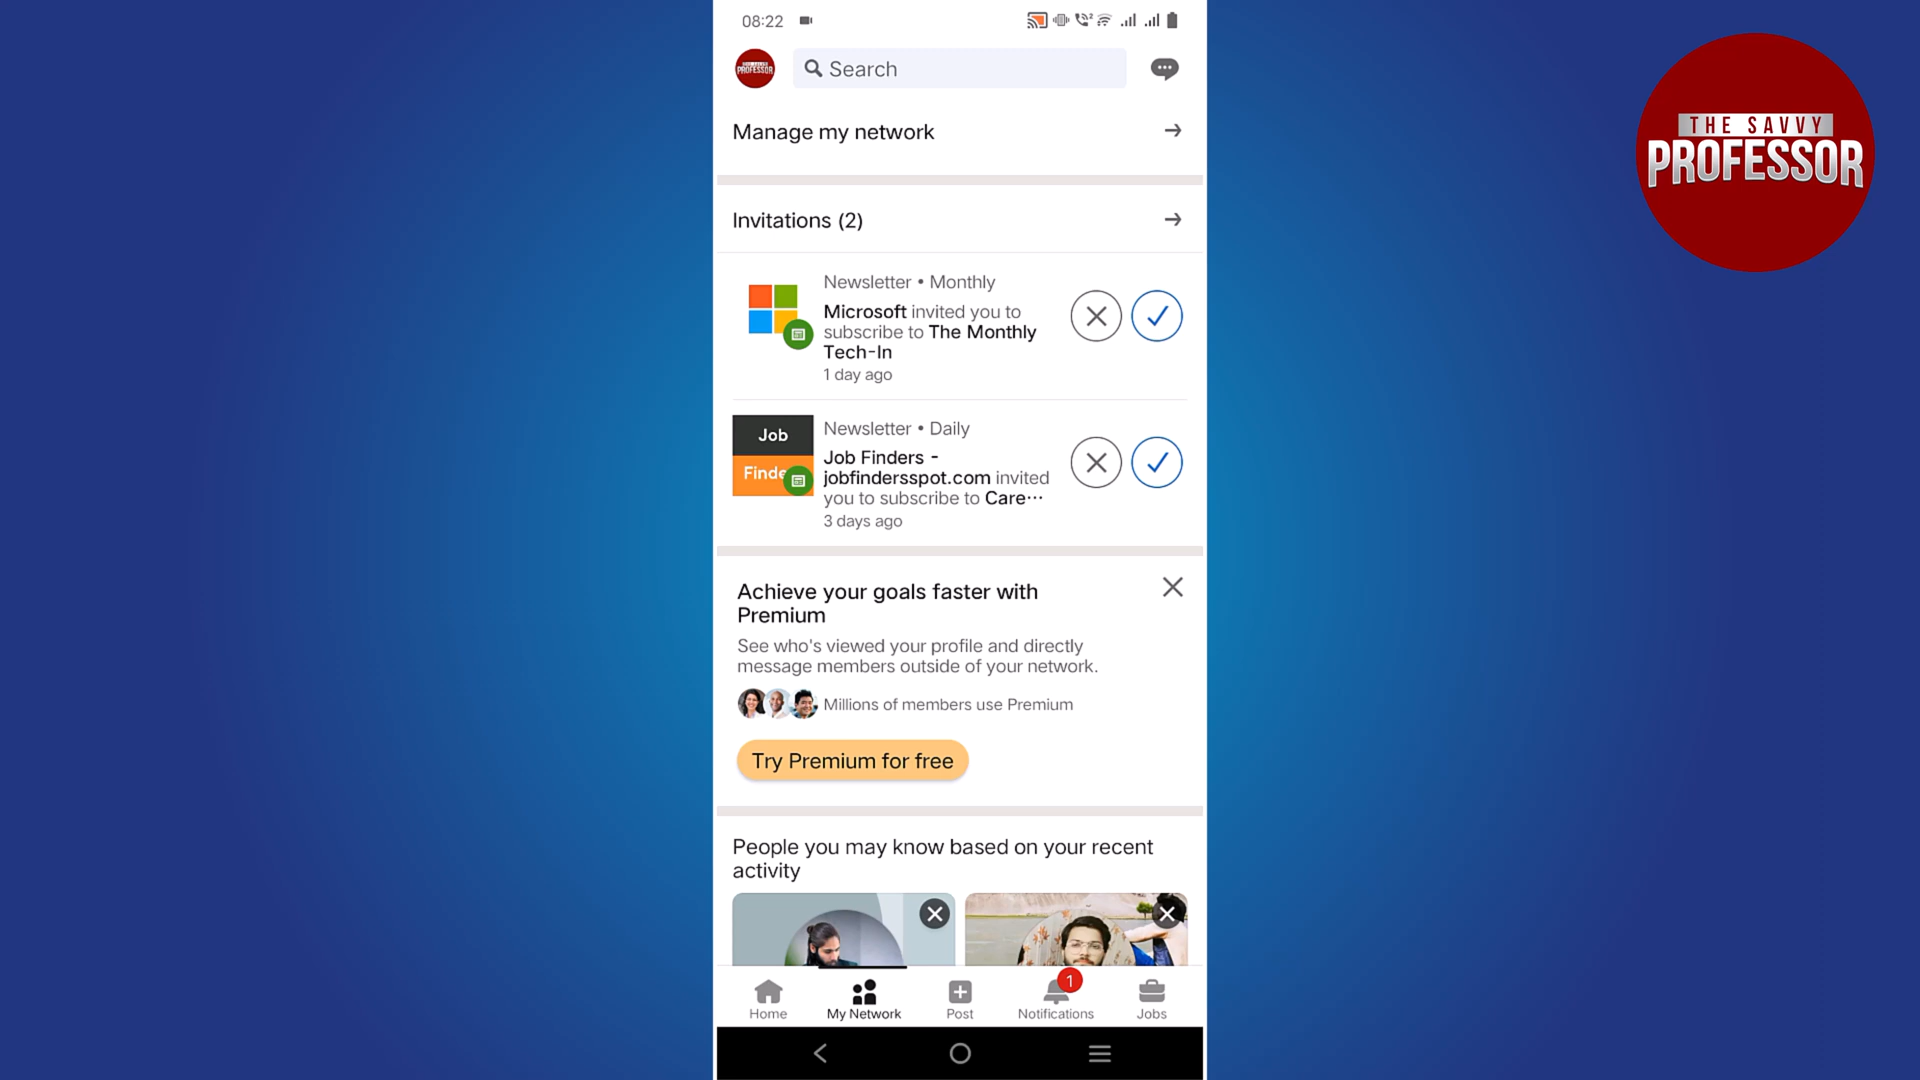 08:22
PROFESSOR
Search
THE SAVVY
PROFESSOR
Manage my network
Invitations (2)
Newsletter • Monthly
Microsoft invited you to
subscribe to The Monthly
Tech-In
1 day ago
Job
Finde
Newsletter • Daily
Job Finders -
jobfindersspot.com invited
you to subscribe to Care···
3 days ago
Achieve your goals faster with
Premium
See who's viewed your profile and directly
message members outside of your network.
Millions of members use Premium
Try Premium for free
People you may know based on your recent
activity
1
Home
My Network
Post
Notifications
Jobs